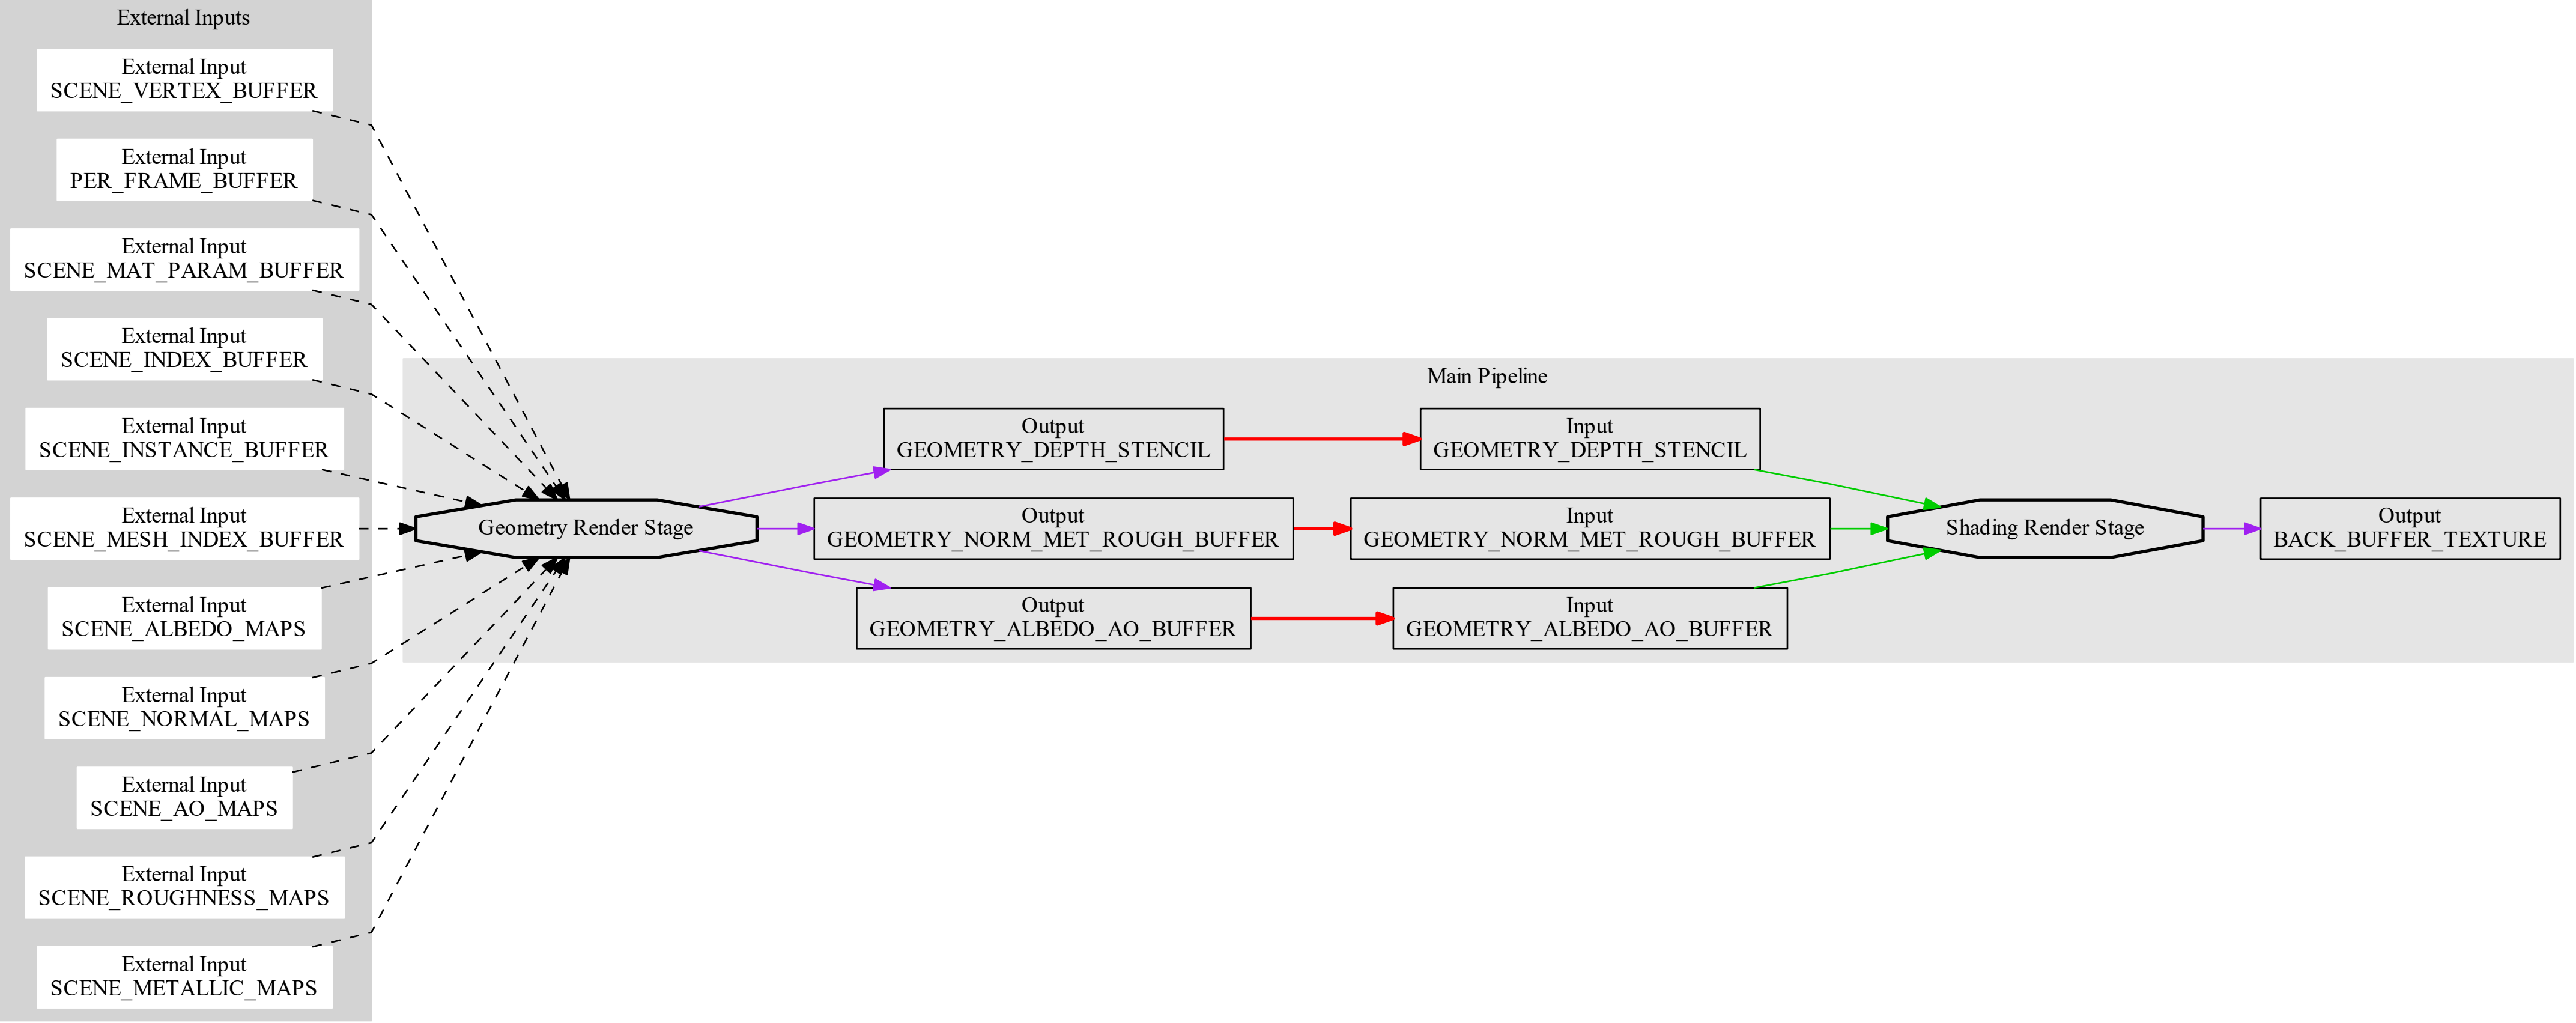 External Inputs
External Input
SCENE_VERTEX_BUFFER
External Input
PER_FRAME_BUFFER
External Input
SCENE_MAT_PARAM_BUFFER
External Input
SCENE_INDEX_BUFFER
External Input
SCENE_INSTANCE_BUFFER
External Input
SCENE_MESH_INDEX_BUFFER
External Input
SCENE_ALBEDO_MAPS
External Input
SCENE_NORMAL_MAPS
External Input
SCENE_AO_MAPS
External Input
SCENE_ROUGHNESS_MAPS
External Input
SCENE_METALLIC_MAPS
Main Pipeline
Geometry Render Stage
Output
GEOMETRY_DEPTH_STENCIL
Output
GEOMETRY_NORM_MET_ROUGH_BUFFER
Output
GEOMETRY_ALBEDO_AO_BUFFER
Input
GEOMETRY_DEPTH_STENCIL
Input
GEOMETRY_NORM_MET_ROUGH_BUFFER
Input
GEOMETRY_ALBEDO_AO_BUFFER
Shading Render Stage
Output
BACK_BUFFER_TEXTURE